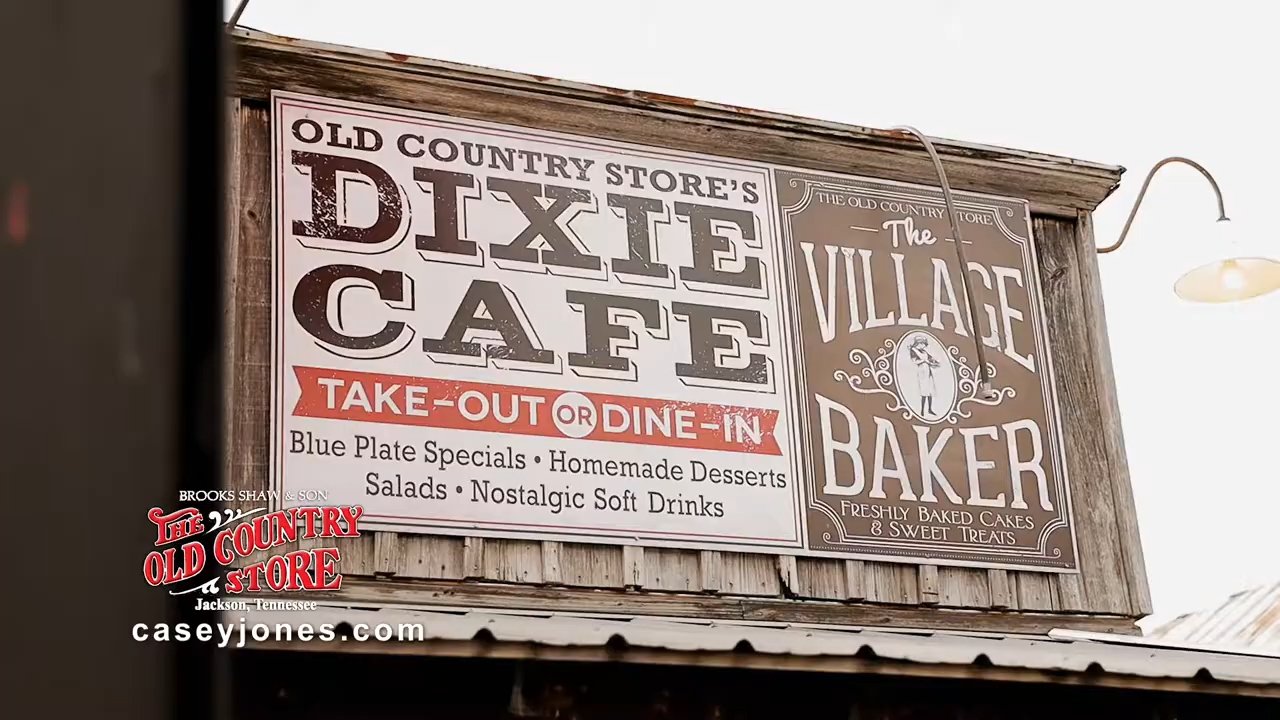 OLD COUNTRY STORE'S
DIXIE
CAFE
TAKE-OUT OR DINE-IN
Blue Plate Specials • Homemade Desserts
Salads • Nostalgic Soft Drinks
THE OLD COUNTRY STORE
The
VILLAGE
BAKER
FRESHLY BAKED CAKES
& SWEET TREATS
BROOKS SHAW & SON
THE
OLD COUNTRY
STORE
Jackson, Tennessee
caseyjones.com